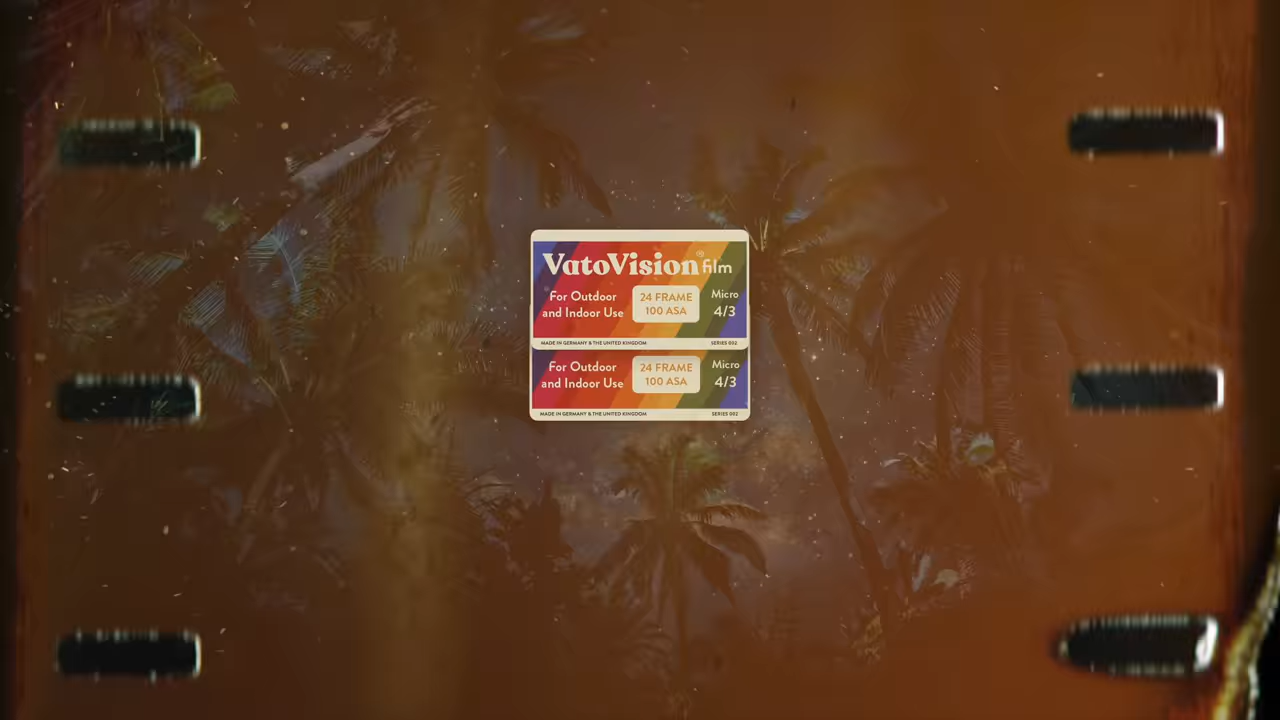 VatoVision® film
For Outdoor
and Indoor Use
24 FRAME
100 ASA
Micro
4/3
MADE IN GERMANY & THE UNITED KINGDOM
SERIES 002
For Outdoor
and Indoor Use
24 FRAME
100 ASA
Micro
4/3
MADE IN GERMANY & THE UNITED KINGDOM
SERIES 002